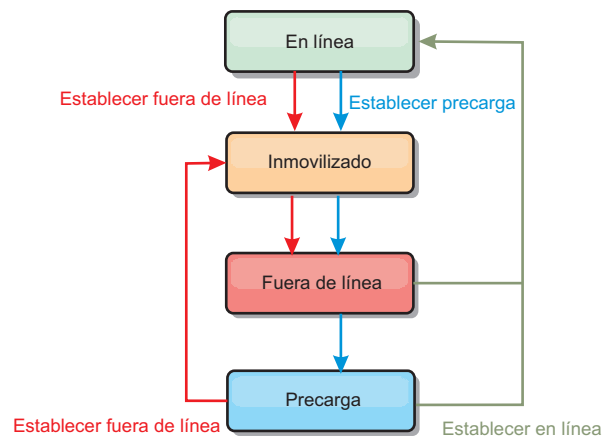 En línea
Establecer fuera de línea
Establecer precarga
Inmovilizado
Fuera de línea
Precarga
Establecer fuera de línea
Establecer en línea